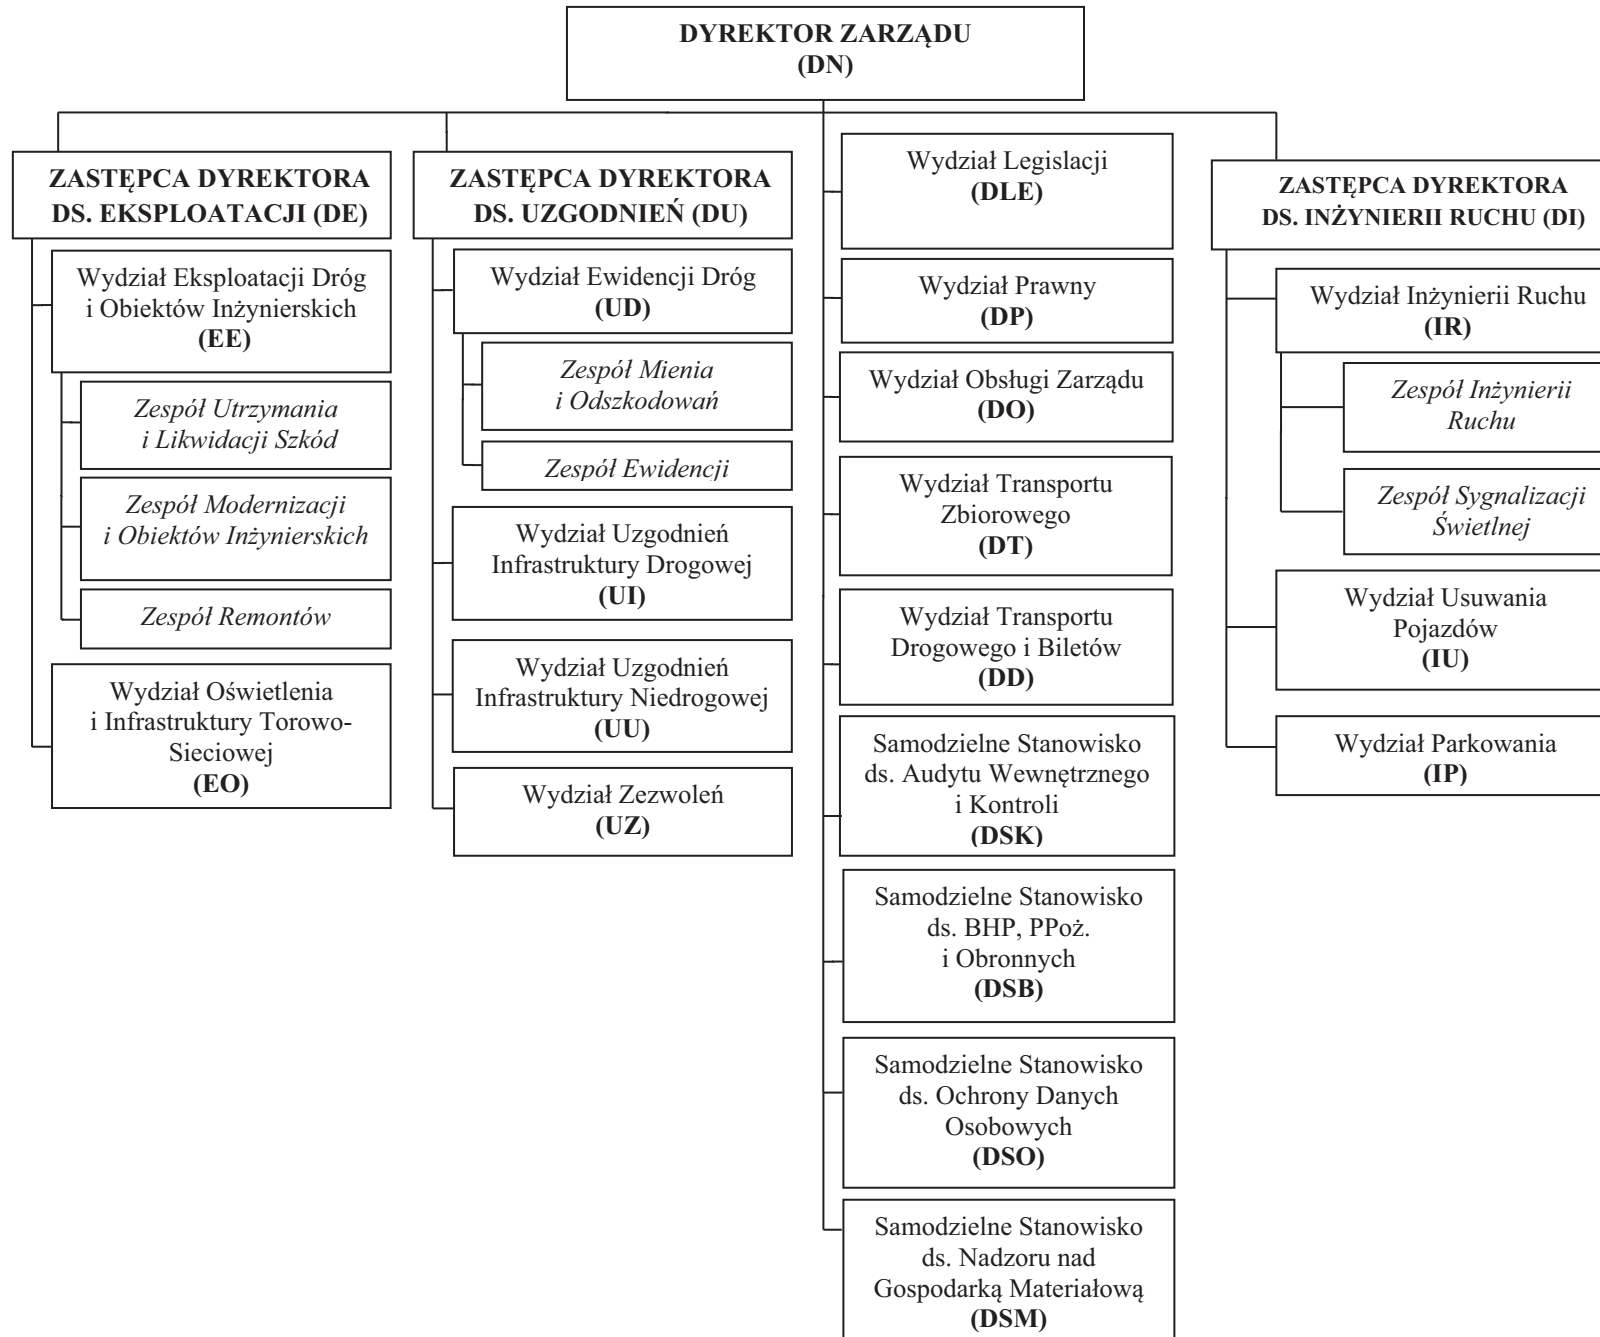 DYREKTOR ZARZĄDU
(DN)
ZASTĘPCA DYREKTORA
DS. EKSPLOATACJI (DE)
Wydział Eksploatacji Dróg
i Obiektów Inżynierskich
(EE)
Zespół Utrzymania
i Likwidacji Szkód
Zespół Modernizacji
i Obiektów Inżynierskich
Zespół Remontów
Wydział Oświetlenia
i Infrastruktury Torowo-
Sieciowej
(EO)
ZASTĘPCA DYREKTORA
DS. UZGODNIEŃ (DU)
Wydział Ewidencji Dróg
(UD)
Zespół Mienia
i Odszkodowań
Zespół Ewidencji
Wydział Uzgodnień
Infrastruktury Drogowej
(UI)
Wydział Uzgodnień
Infrastruktury Niedrogowej
(UU)
Wydział Zezwoleń
(UZ)
Wydział Legislacji
(DLE)
Wydział Prawny
(DP)
Wydział Obsługi Zarządu
(DO)
Wydział Transportu
Zbiorowego
(DT)
Wydział Transportu
Drogowego i Biletów
(DD)
Samodzielne Stanowisko
ds. Audytu Wewnętrznego
i Kontroli
(DSK)
Samodzielne Stanowisko
ds. BHP, PPoż.
i Obronnych
(DSB)
Samodzielne Stanowisko
ds. Ochrony Danych
Osobowych
(DSO)
Samodzielne Stanowisko
ds. Nadzoru nad
Gospodarką Materiałową
(DSM)
ZASTĘPCA DYREKTORA
DS. INŻYNIERII RUCHU (DI)
Wydział Inżynierii Ruchu
(IR)
Zespół Inżynierii
Ruchu
Zespół Sygnalizacji
Świetlnej
Wydział Usuwania
Pojazdów
(IU)
Wydział Parkowania
(IP)